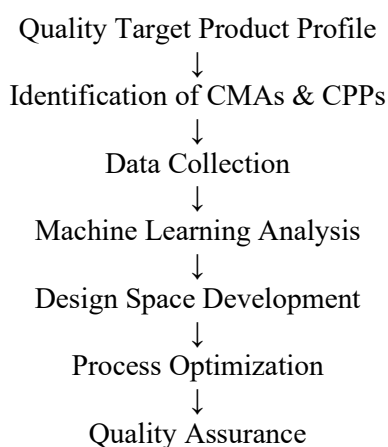 Quality Target Product Profile
↓
Identification of CMAs & CPPs
↓
Data Collection
↓
Machine Learning Analysis
↓
Design Space Development
↓
Process Optimization
↓
Quality Assurance